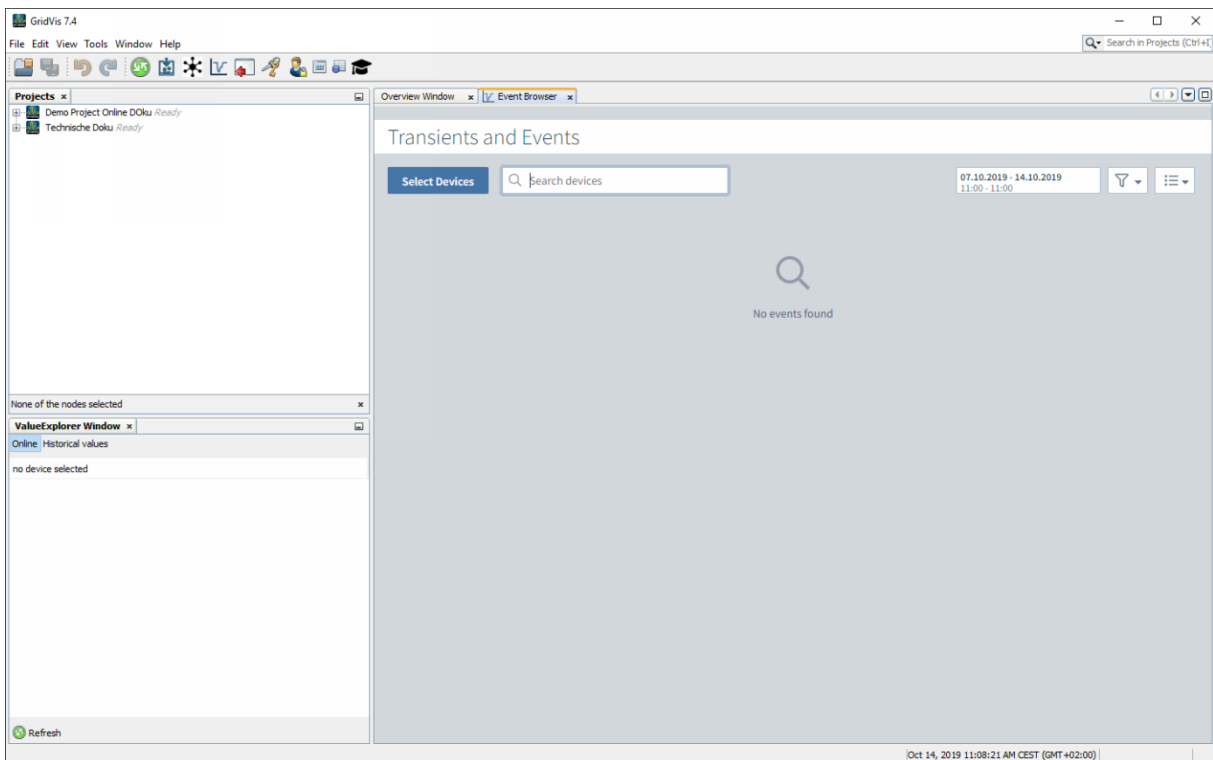 GridVis 7.4
File Edit View Tools Window Help
Search in Projects (Ctrl+I
Projects
Demo Project Online DOku Ready
Technische Doku Ready
None of the nodes selected
ValueExplorer Window
Online Historical values
no device selected
Refresh
Overview Window Event Browser
Transients and Events
Select Devices Search devices
07.10.2019 - 14.10.2019
11:00 - 11:00
No events found
Oct 14, 2019 11:08:21 AM CEST (GMT+02:00)